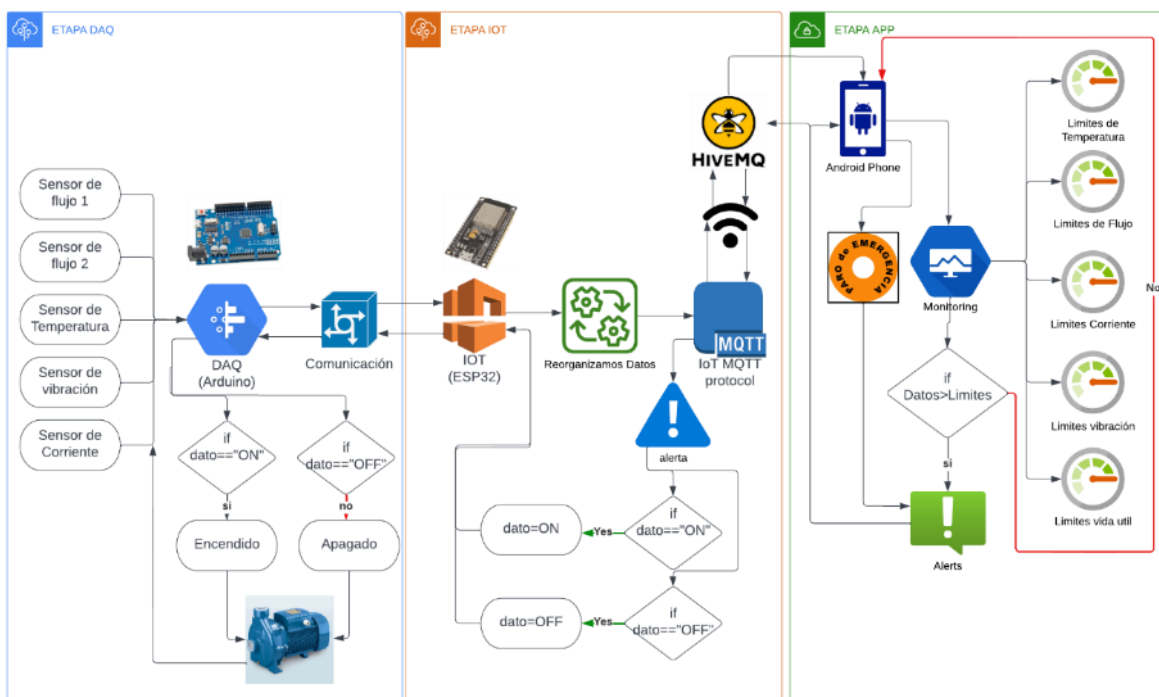 ETAPA DAQ
Sensor de
flujo 1
Sensor de
flujo 2
Sensor de
Temperatura
Sensor de
vibración
Sensor de
Corriente
DAQ
(Arduino)
Comunicación
if
dato=="ON"
if
dato=="OFF"
si
no
Encendido
Apagado
ETAPA IOT
IOT
(ESP32)
Reorganizamos Datos
HIVEMQ
MQTT
IoT MQTT
protocol
alerta
if
dato=="ON"
Yes
dato=ON
if
dato=="OFF"
Yes
dato=OFF
ETAPA APP
Android Phone
PARO de EMERGENCIA
Monitoring
if
Datos>Limites
si
No
Alerts
Limites de
Temperatura
Limites de Flujo
Limites Corriente
Limites vibración
Limites vida util